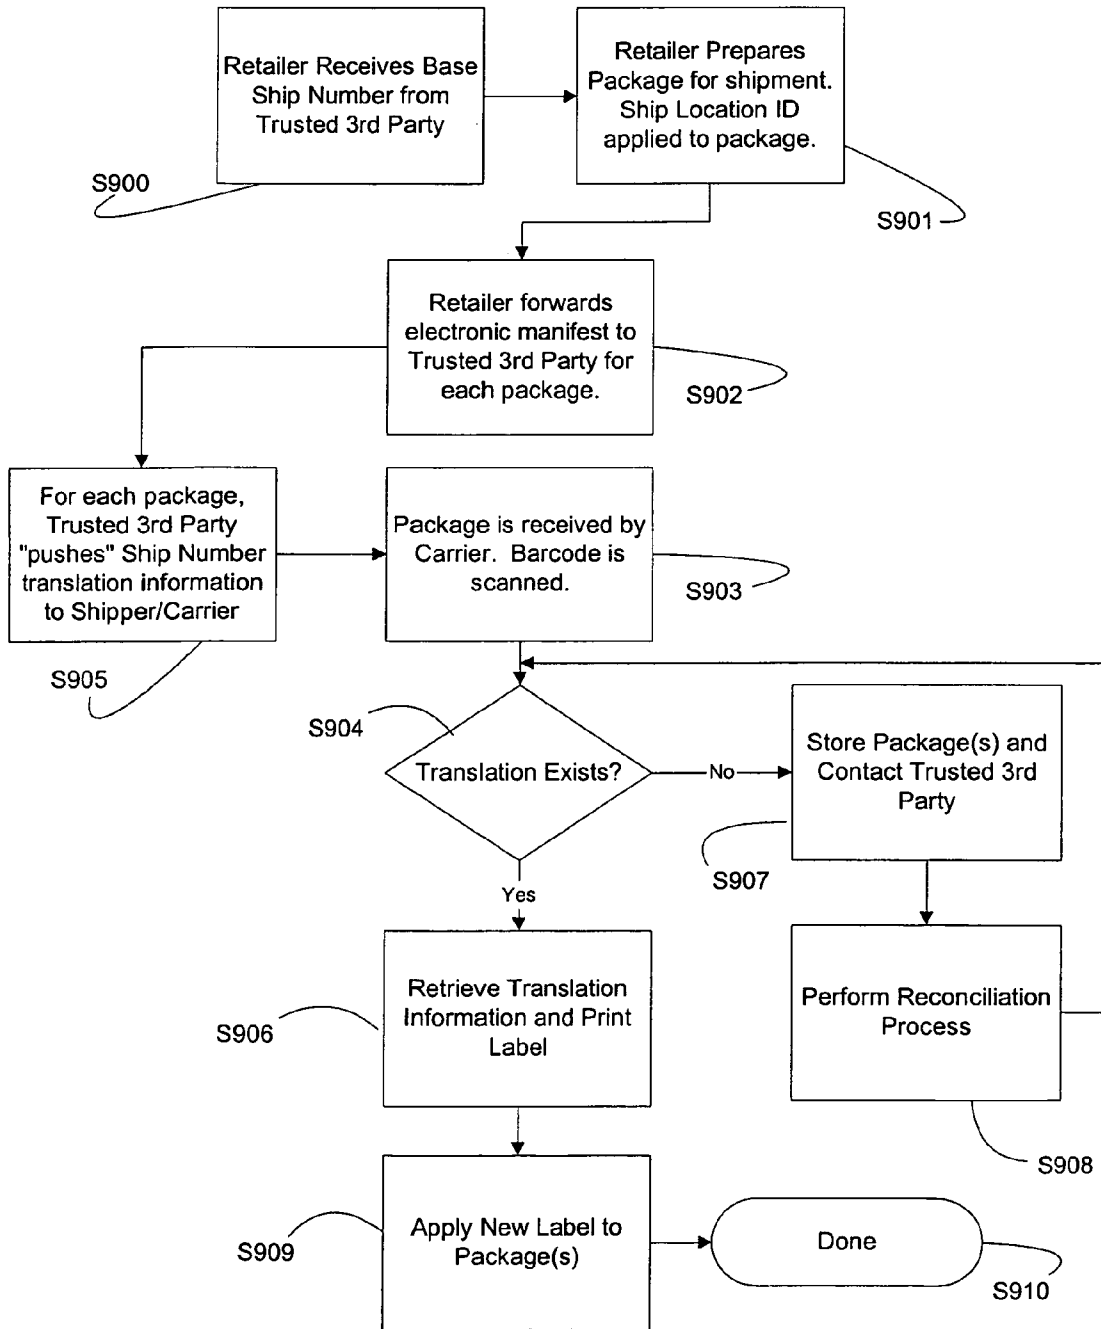 Retailer Receives Base
Ship Number from
Trusted 3rd Party
S900
Retailer Prepares
Package for shipment.
Ship Location ID
applied to package.
S901
Retailer forwards
electronic manifest to
Trusted 3rd Party for
each package.
S902
For each package,
Trusted 3rd Party
"pushes" Ship Number
translation information
to Shipper/Carrier
S905
Package is received by
Carrier. Barcode is
scanned.
S903
S904
Translation Exists?
No
Store Package(s) and
Contact Trusted 3rd
Party
S907
Yes
Retrieve Translation
Information and Print
Label
S906
Perform Reconciliation
Process
S908
Apply New Label to
Package(s)
S909
Done
S910